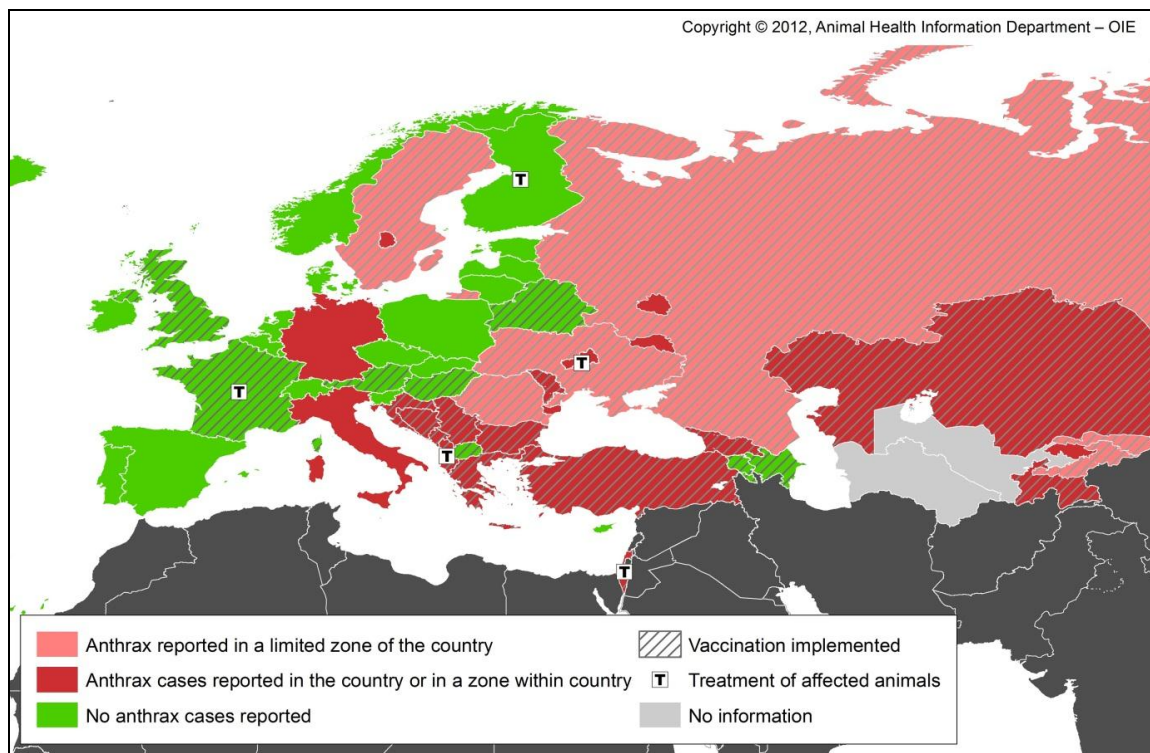 Copyright © 2012, Animal Health Information Department – OIE
T
T
T
T
T
Anthrax reported in a limited zone of the country
Anthrax cases reported in the country or in a zone within country
No anthrax cases reported
Vaccination implemented
T Treatment of affected animals
No information